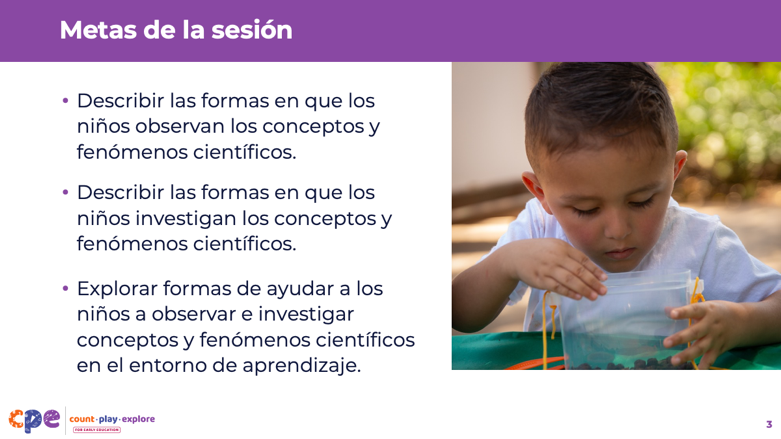 Metas de la sesión
• Describir las formas en que los
niños observan los conceptos y
fenómenos científicos.
• Describir las formas en que los
niños investigan los conceptos y
fenómenos científicos.
• Explorar formas de ayudar a los
niños a observar e investigar
conceptos y fenómenos científicos
en el entorno de aprendizaje.
cpe count·play·explore
FOR EARLY EDUCATION
3